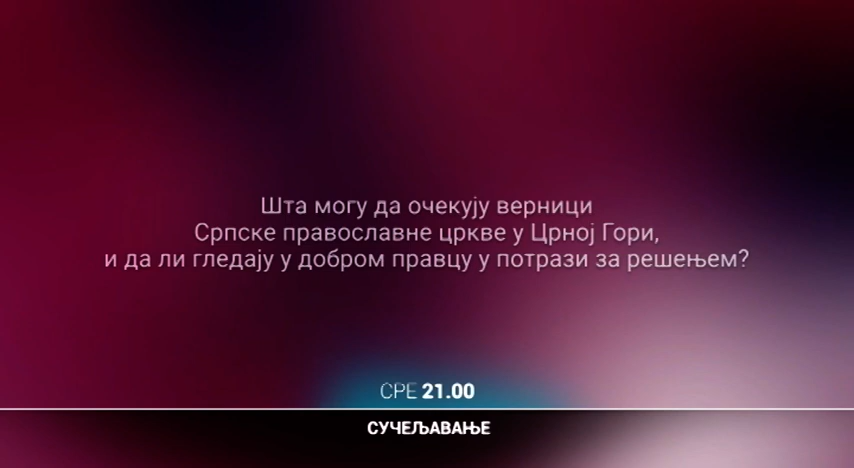 Шта могу да очекују верници
Српске православне цркве у Црној Гори,
и да ли гледају у добром правцу у потрази за решењем?
СРЕ 21.00
СУЧЕЉАВАЊЕ